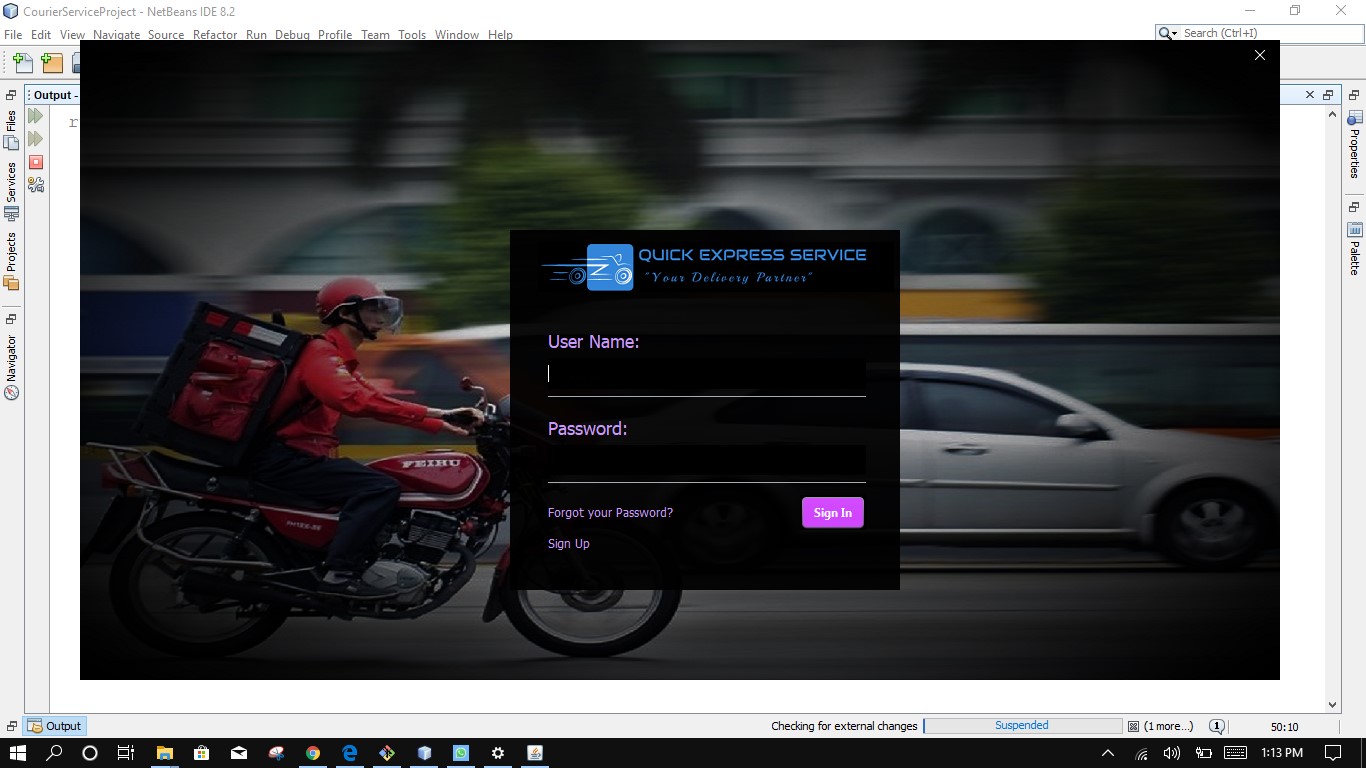 CourierServiceProject - NetBeans IDE 8.2
File Edit View Navigate Source Refactor Run Debug Profile Team Tools Window Help
Search (Ctrl+I)
Output -
r
Files
Services
Projects
Navigator
Properties
Palette
QUICK EXPRESS SERVICE
"Your Delivery Partner"
User Name:
Password:
Forgot your Password?
Sign In
Sign Up
FEIHU
Output
Checking for external changes
Suspended
(1 more...)
1
50:10
1:13 PM